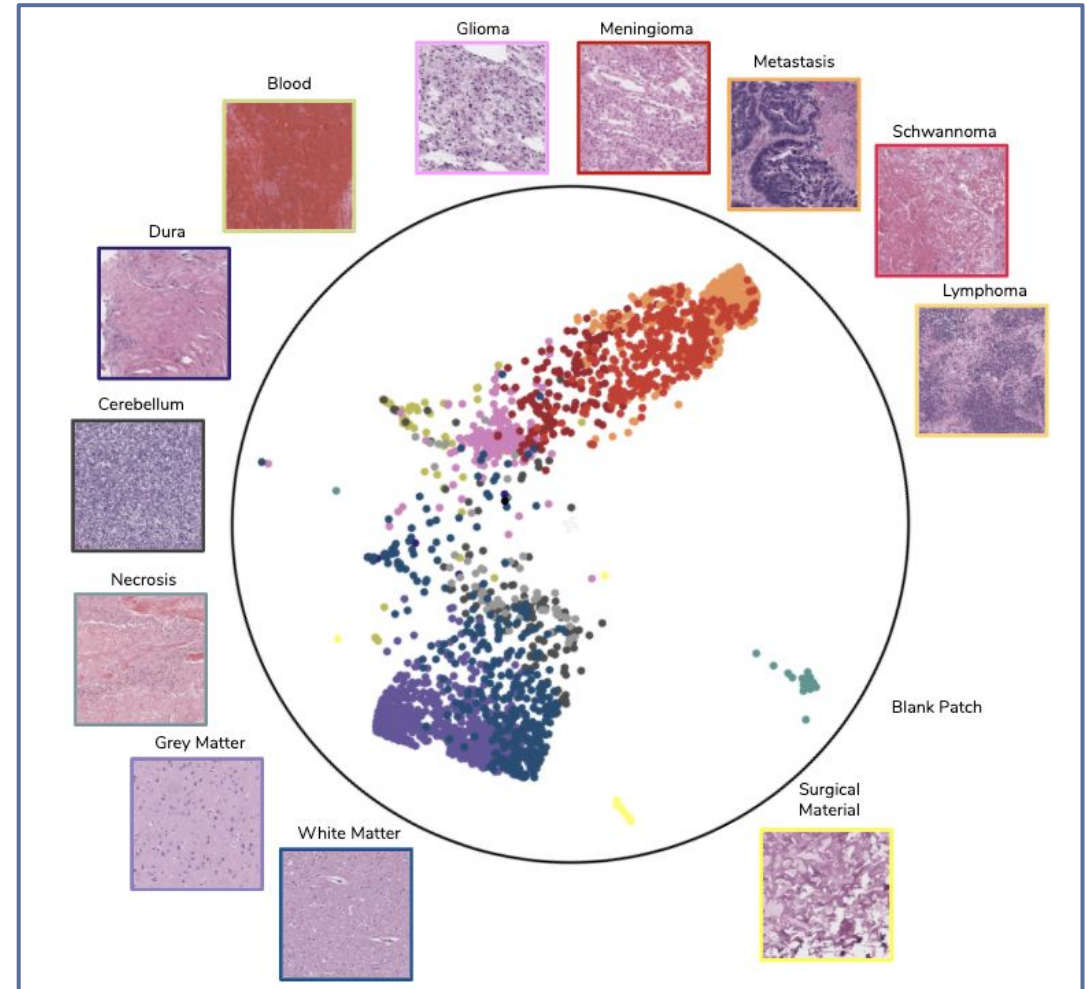 Glioma
Meningioma
Metastasis
Blood
Schwannoma
Dura
Lymphoma
Cerebellum
Necrosis
Blank Patch
Grey Matter
Surgical
Material
White Matter